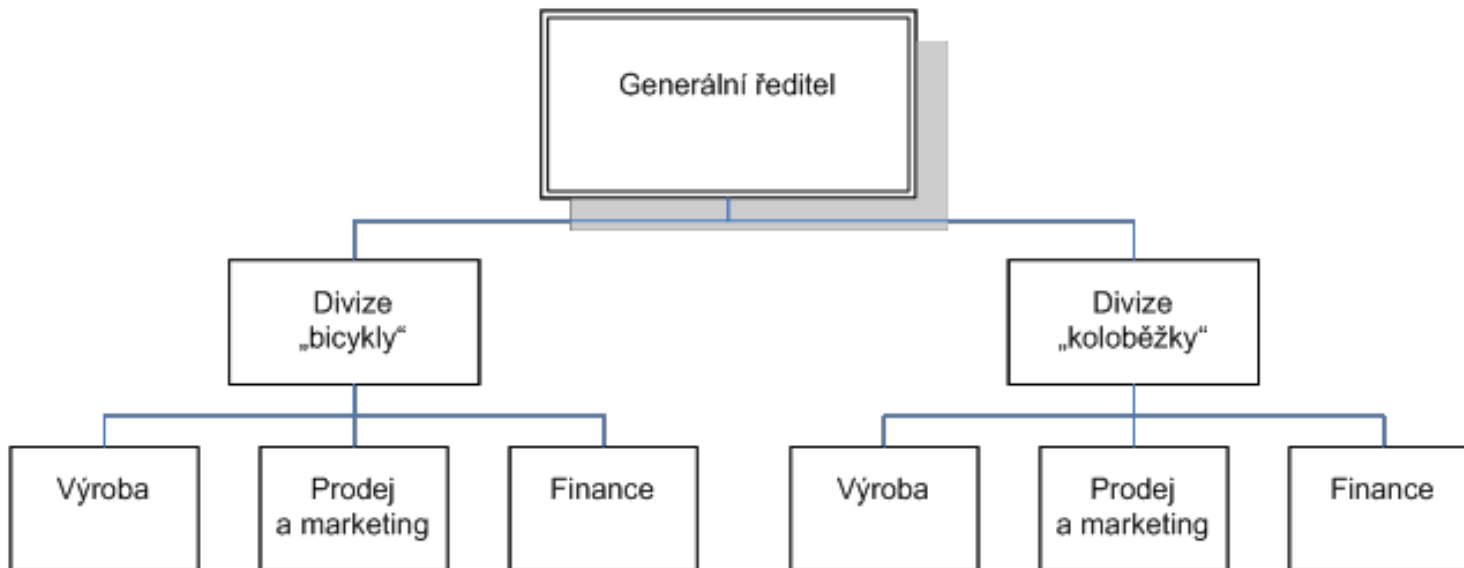 Generální ředitel
Divize
„bicykly“
Divize
„koloběžky“
Výroba
Prodej
a marketing
Finance
Výroba
Prodej
a marketing
Finance